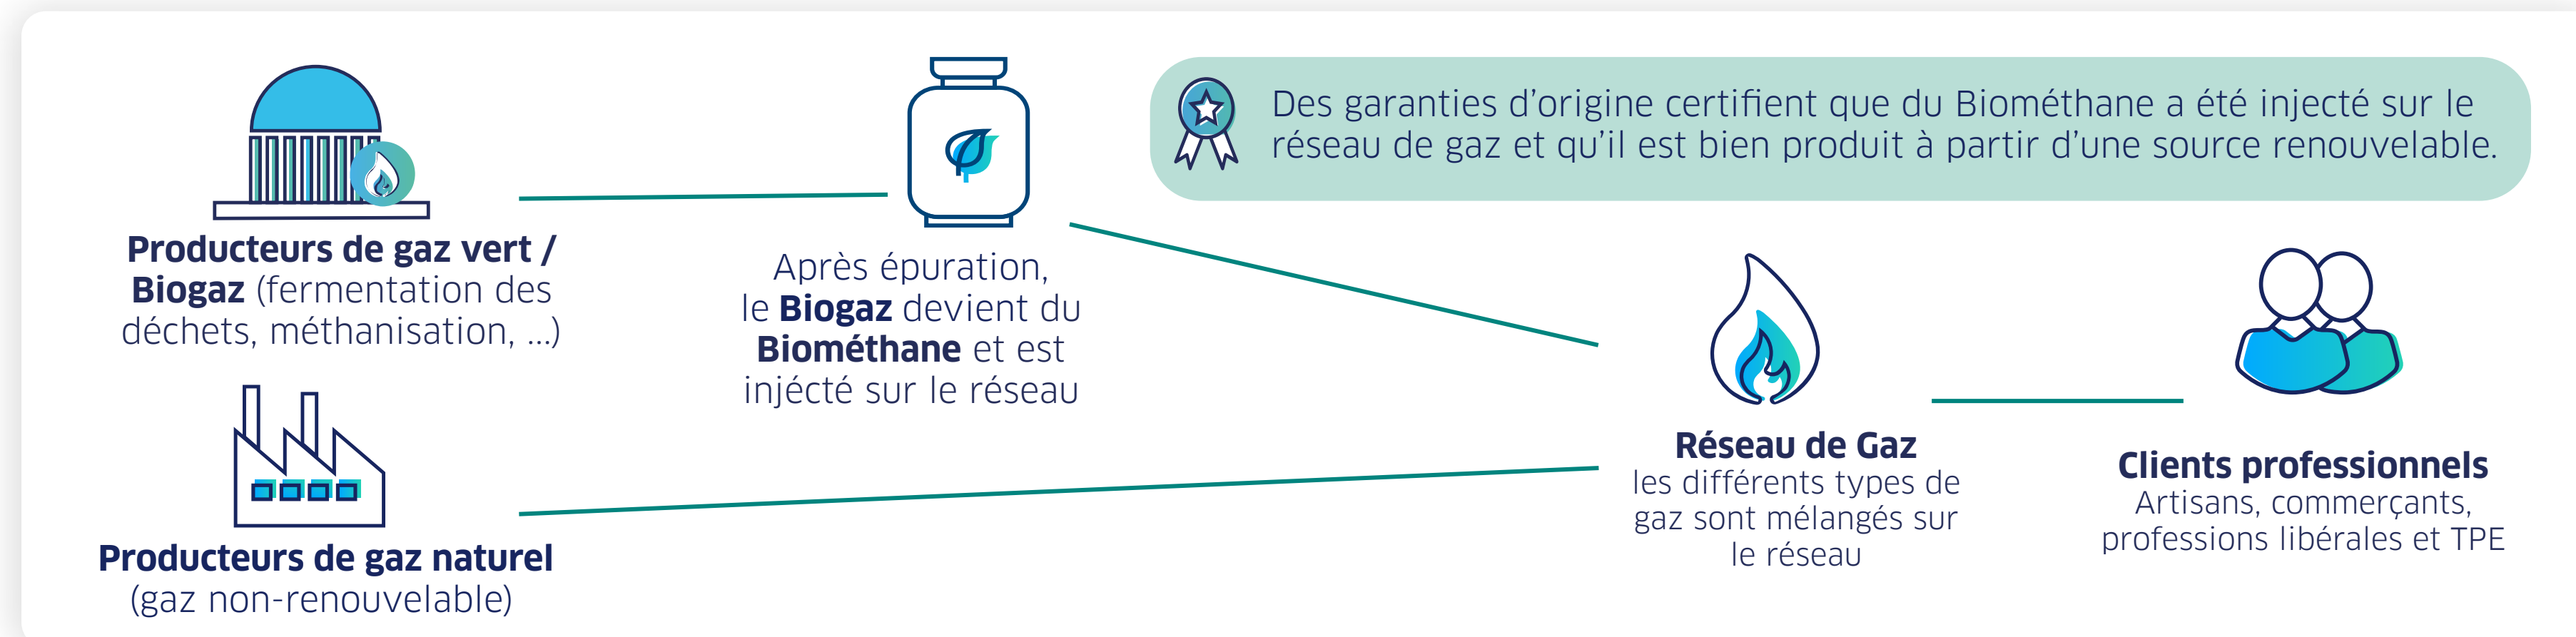 Des garanties d'origine certifient que du Biométhane a été injecté sur le
réseau de gaz et qu'il est bien produit à partir d'une source renouvelable.
Producteurs de gaz vert /
Biogaz (fermentation des
déchets, méthanisation, ...)
Après épuration,
le Biogaz devient du
Biométhane et est
injécté sur le réseau
Producteurs de gaz naturel
(gaz non-renouvelable)
Réseau de Gaz
les différents types de
gaz sont mélangés sur
le réseau
Clients professionnels
Artisans, commerçants,
professions libérales et TPE